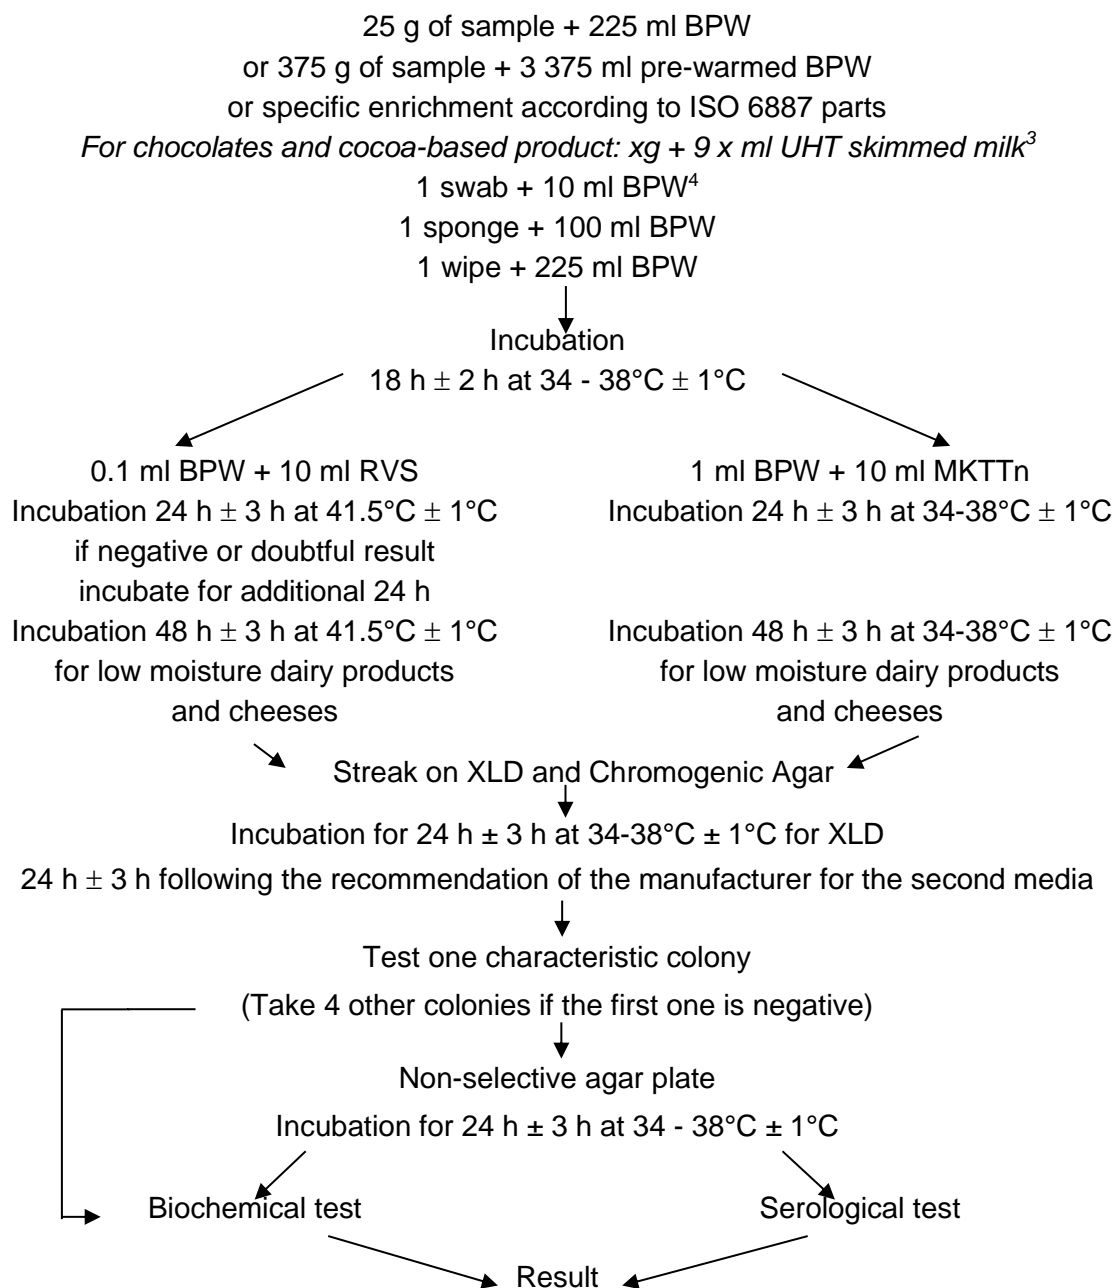 25 g of sample + 225 ml BPW
or 375 g of sample + 3 375 ml pre-warmed BPW
or specific enrichment according to ISO 6887 parts
For chocolates and cocoa-based product: xg + 9 x ml UHT skimmed milk³
1 swab + 10 ml BPW⁴
1 sponge + 100 ml BPW
1 wipe + 225 ml BPW
Incubation
18 h ± 2 h at 34 - 38°C ± 1°C
0.1 ml BPW + 10 ml RVS
Incubation 24 h ± 3 h at 41.5°C ± 1°C
if negative or doubtful result
incubate for additional 24 h
Incubation 48 h ± 3 h at 41.5°C ± 1°C
for low moisture dairy products
and cheeses
1 ml BPW + 10 ml MKTTn
Incubation 24 h ± 3 h at 34-38°C ± 1°C
Incubation 48 h ± 3 h at 34-38°C ± 1°C
for low moisture dairy products
and cheeses
Streak on XLD and Chromogenic Agar
Incubation for 24 h ± 3 h at 34-38°C ± 1°C for XLD
24 h ± 3 h following the recommendation of the manufacturer for the second media
Test one characteristic colony
(Take 4 other colonies if the first one is negative)
Non-selective agar plate
Incubation for 24 h ± 3 h at 34 - 38°C ± 1°C
Biochemical test
Serological test
Result